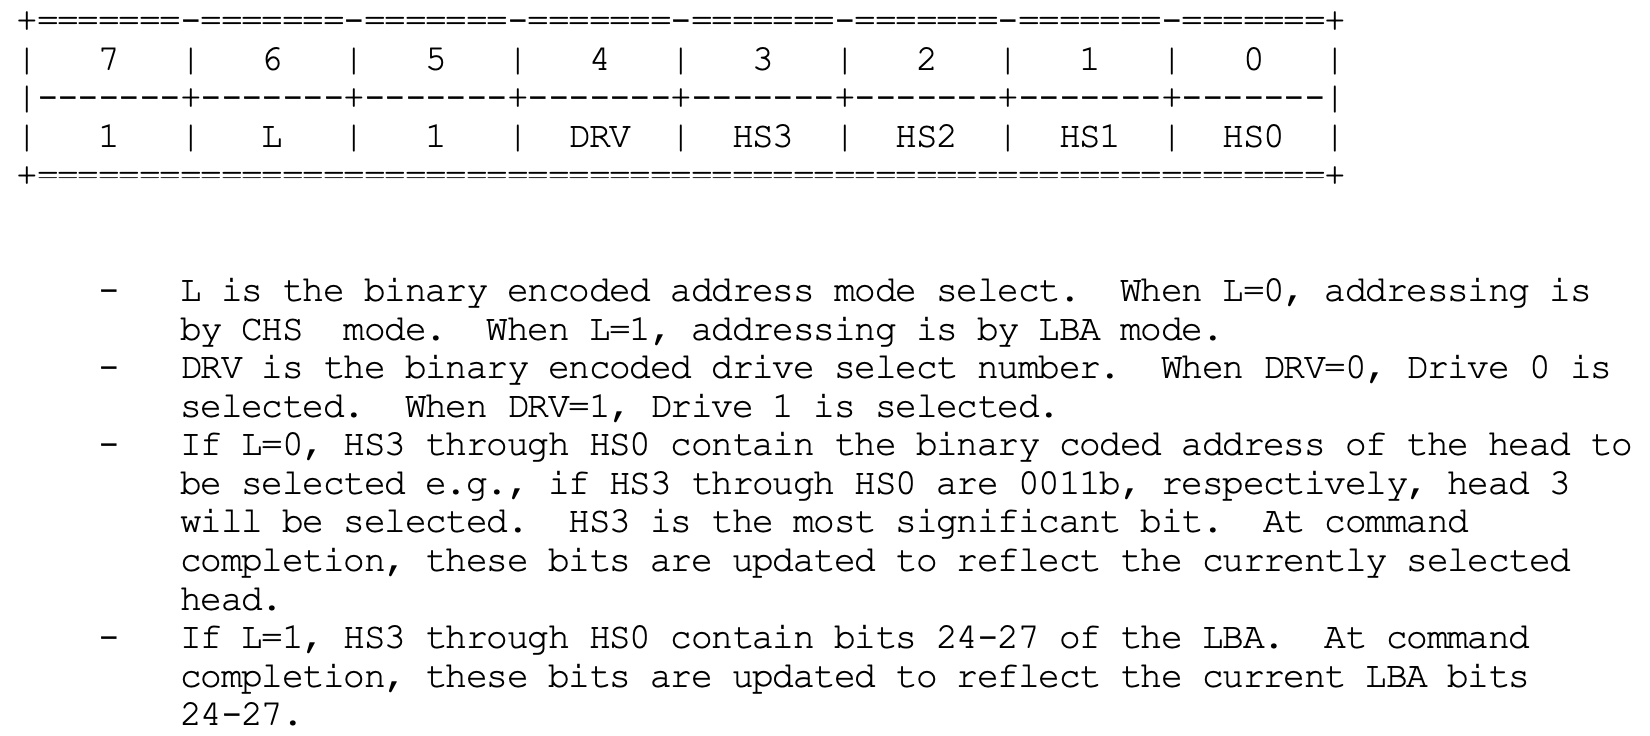 +=======-=======-=======-=======-=======-=======-=======-=======+
|   7   |   6   |   5   |   4   |   3   |   2   |   1   |   0   |
|-------+-------+-------+-------+-------+-------+-------+-------|
|   1   |   L   |   1   |  DRV  |  HS3  |  HS2  |  HS1  |  HS0  |
+===============================================================+
-   L is the binary encoded address mode select.  When L=0, addressing is
by CHS  mode.  When L=1, addressing is by LBA mode.
-   DRV is the binary encoded drive select number.  When DRV=0, Drive 0 is
selected.  When DRV=1, Drive 1 is selected.
-   If L=0, HS3 through HS0 contain the binary coded address of the head to
be selected e.g., if HS3 through HS0 are 0011b, respectively, head 3
will be selected.  HS3 is the most significant bit.  At command
completion, these bits are updated to reflect the currently selected
head.
-   If L=1, HS3 through HS0 contain bits 24-27 of the LBA.  At command
completion, these bits are updated to reflect the current LBA bits
24-27.